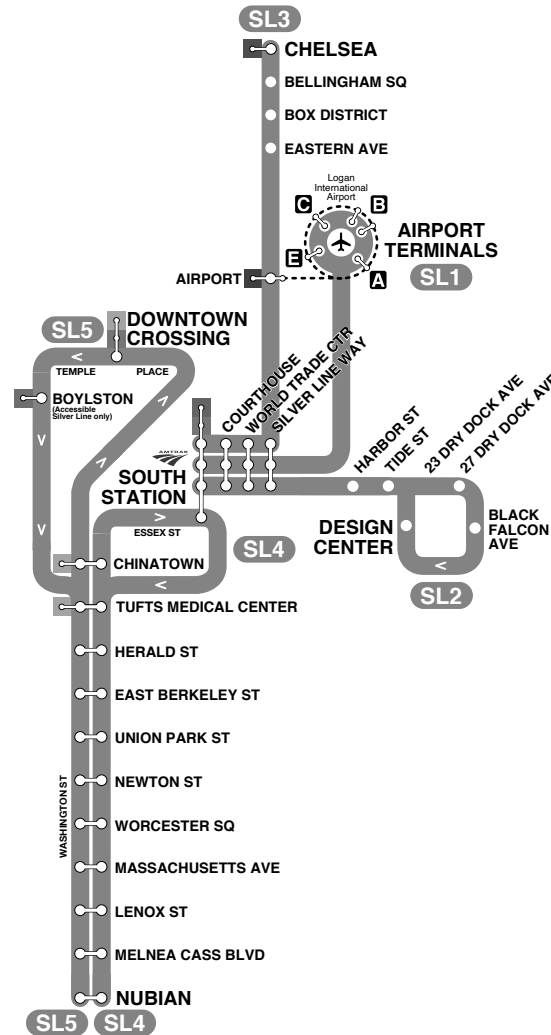 SL3
CHELSEA
BELLINGHAM SQ
BOX DISTRICT
EASTERN AVE
Logan
International
Airport
C
B
E
A
AIRPORT
TERMINALS
SL1
AIRPORT
SL5
DOWNTOWN
CROSSING
TEMPLE
PLACE
BOYLSTON
(Accessible
Silver Line only)
COURTHOUSE
WORLD TRADE CTR
SILVER LINE WAY
AMTRAK
SOUTH
STATION
HARBOR ST
TIDE ST
23 DRY DOCK AVE
27 DRY DOCK AVE
ESSEX ST
DESIGN
CENTER
BLACK
FALCON
AVE
SL4
SL2
CHINATOWN
TUFTS MEDICAL CENTER
HERALD ST
EAST BERKELEY ST
UNION PARK ST
NEWTON ST
WASHINGTON ST
WORCESTER SQ
MASSACHUSETTS AVE
LENOX ST
MELNEA CASS BLVD
NUBIAN
SL5
SL4